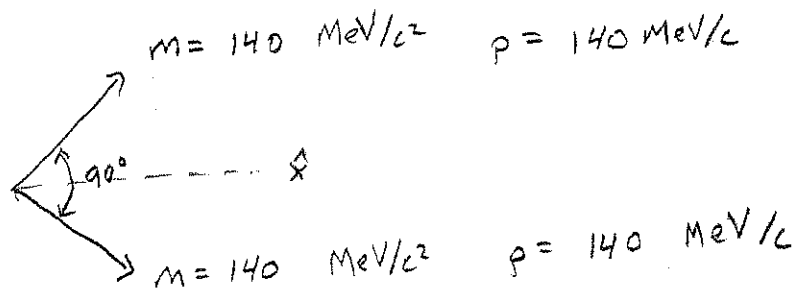 m = 140 MeV/c² p = 140 MeV/c
90° x̂
m = 140 MeV/c² p = 140 MeV/c